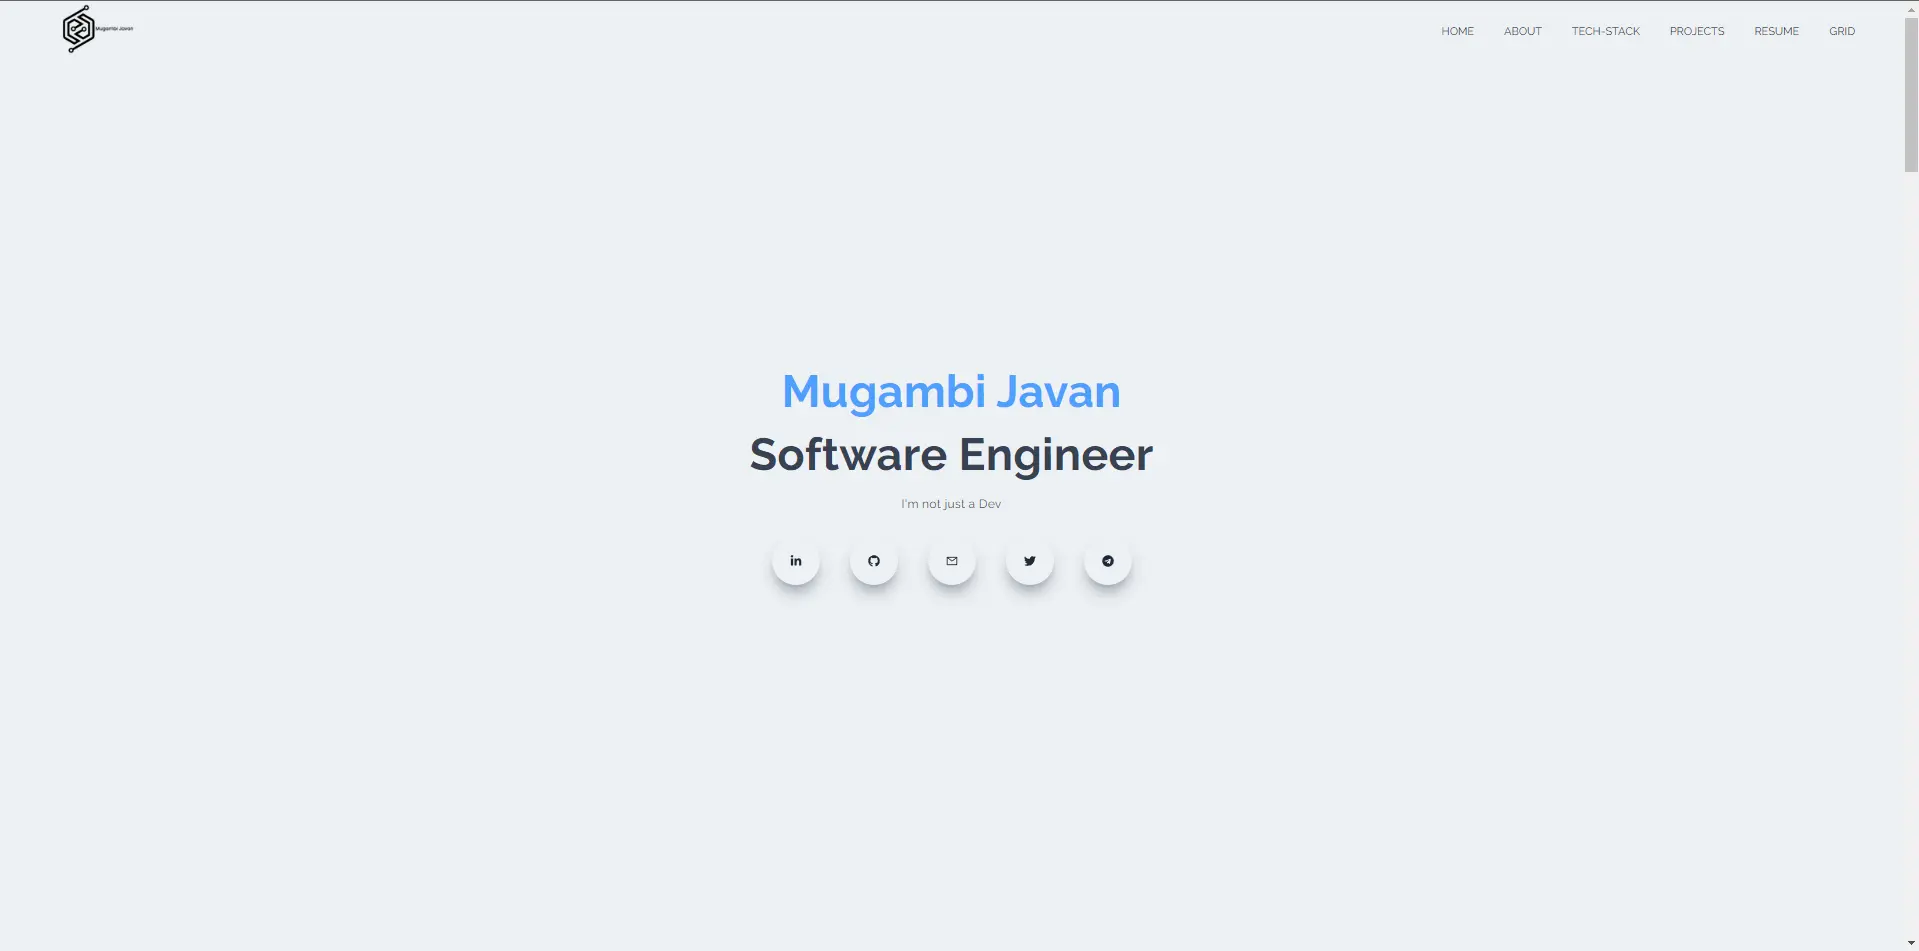 Mugambi Javan
HOME ABOUT TECH-STACK PROJECTS RESUME GRID
Mugambi Javan
Software Engineer
I'm not just a Dev
in